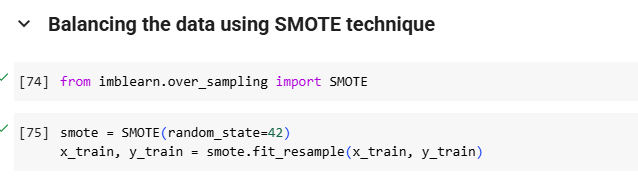 Balancing the data using SMOTE technique
[74] from imblearn.over_sampling import SMOTE
[75] smote = SMOTE(random_state=42)
x_train, y_train = smote.fit_resample(x_train, y_train)